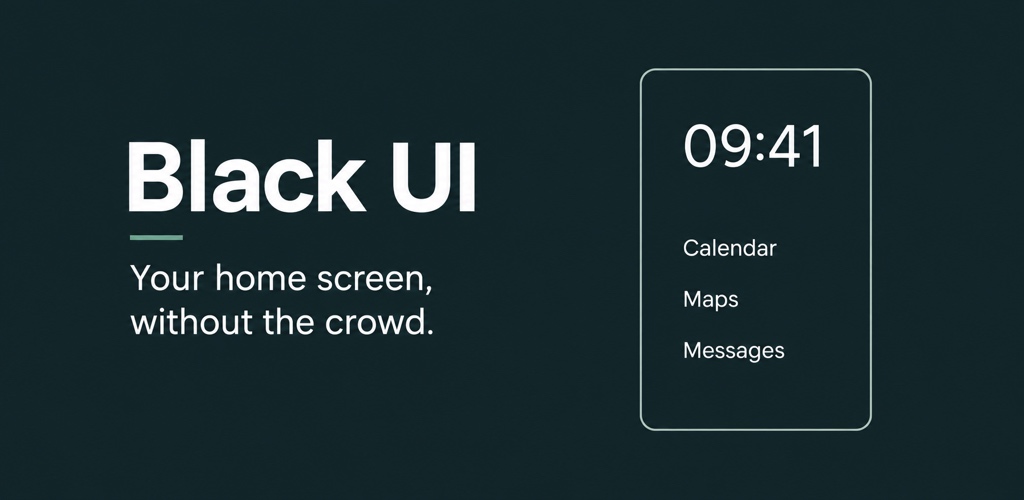 Black UI
Your home screen,
without the crowd.
09:41
Calendar
Maps
Messages